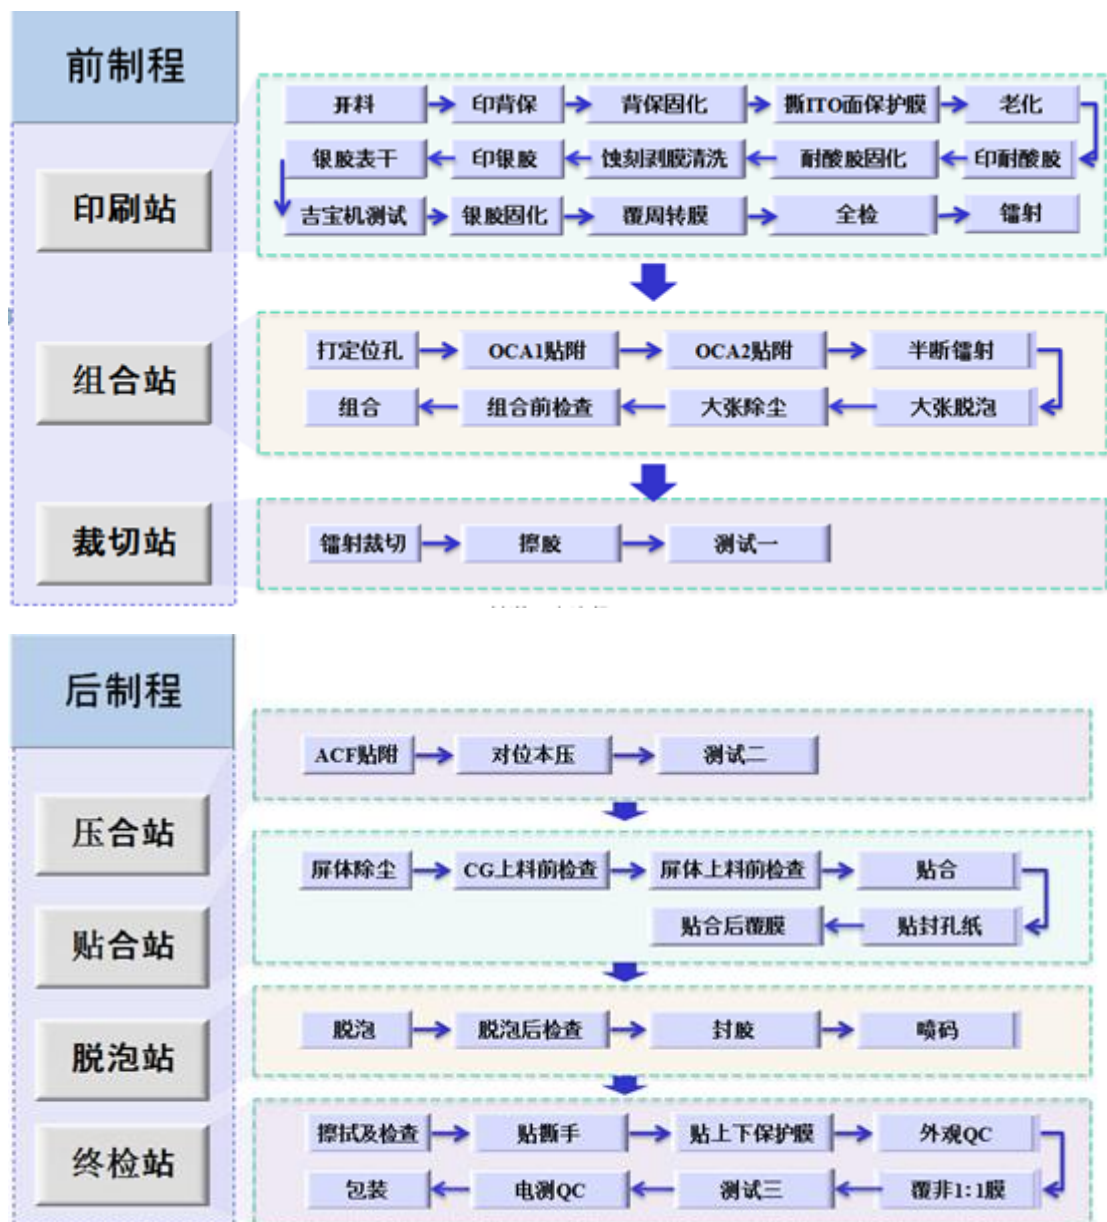 前制程
印刷站
开料 印背保 背保固化 撕ITO面保护膜 老化
银胶表干 印银胶 蚀刻剥膜清洗 耐酸胶固化 印耐酸胶
吉宝机测试 银胶固化 覆周转膜 全检 镭射
组合站
打定位孔 OCA1贴附 OCA2贴附 半断镭射
组合 组合前检查 大张除尘 大张脱泡
裁切站
镭射裁切 擦胶 测试一
后制程
压合站
ACF贴附 对位本压 测试二
贴合站
屏体除尘 CG上料前检查 屏体上料前检查 贴合
贴合后覆膜 贴封孔纸
脱泡站
脱泡 脱泡后检查 封胶 喷码
终检站
擦拭及检查 贴撕手 贴上下保护膜 外观QC
包装 电测QC 测试三 覆非1:1膜